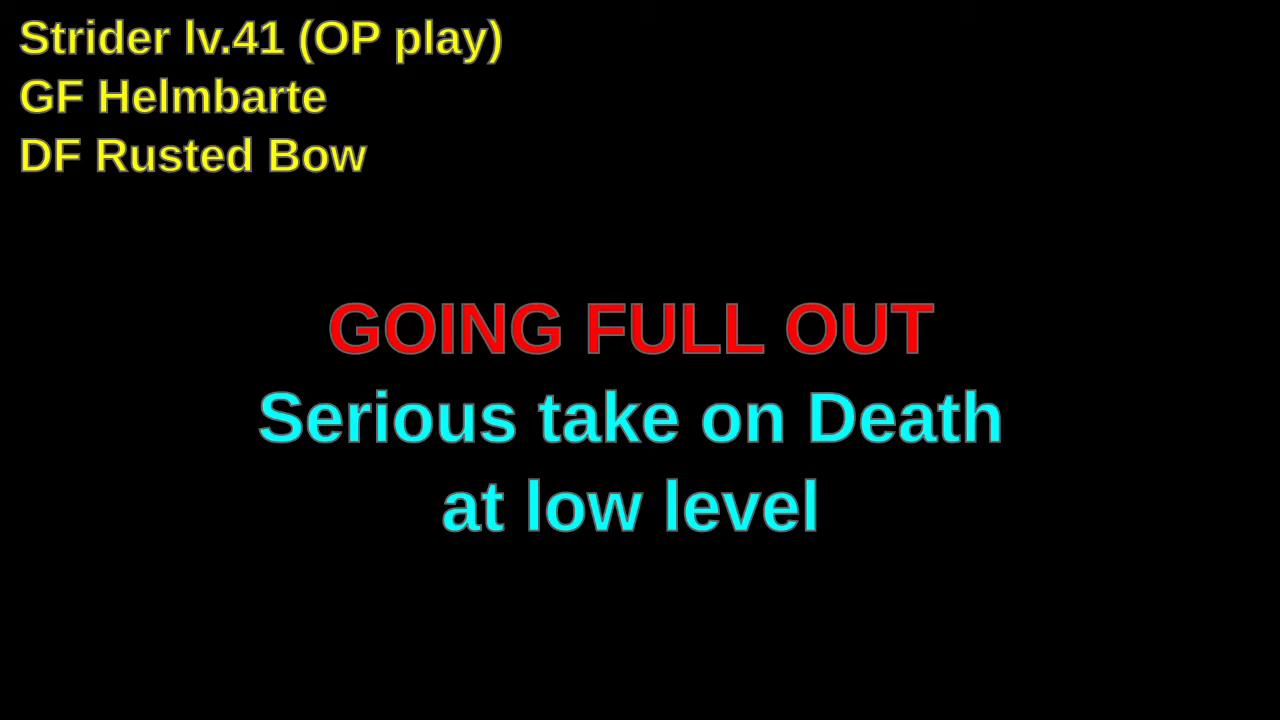 Strider lv.41 (OP play)
GF Helmbarte
DF Rusted Bow
GOING FULL OUT
Serious take on Death
at low level